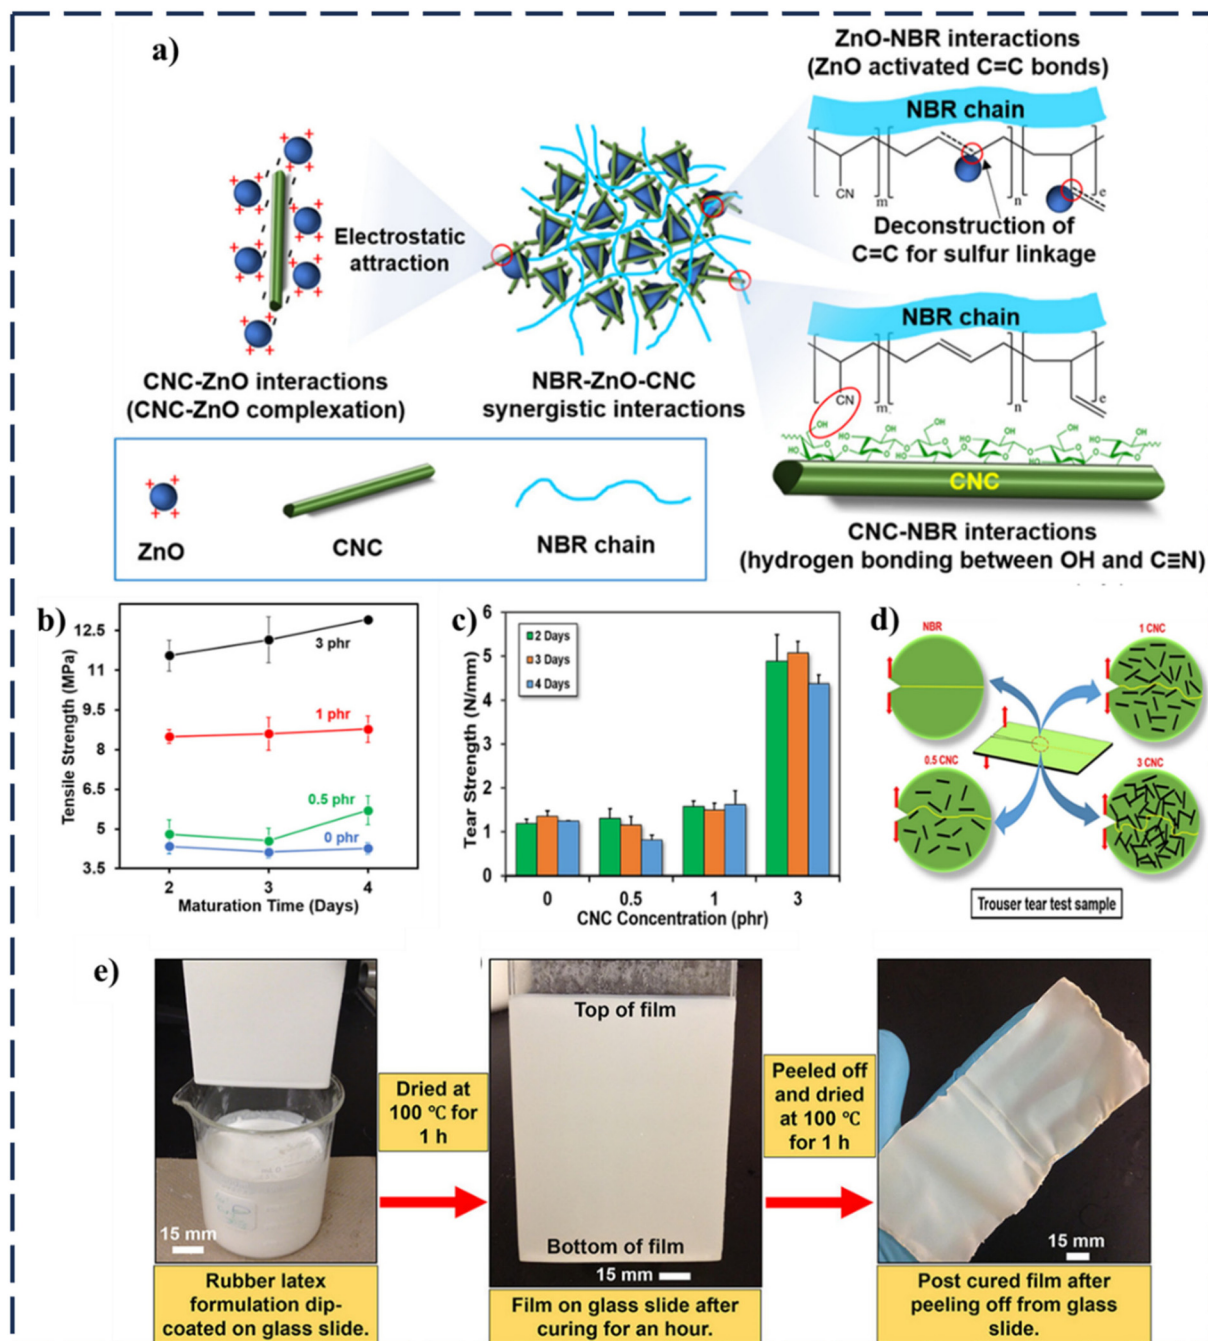 a)
ZnO-NBR interactions
(ZnO activated C=C bonds)
NBR chain
CN
m
n
e
Deconstruction of
C=C for sulfur linkage
Electrostatic
attraction
NBR chain
CN
m
n
e
CNC-ZnO interactions
(CNC-ZnO complexation)
NBR-ZnO-CNC
synergistic interactions
CNC
CNC-NBR interactions
(hydrogen bonding between OH and C≡N)
ZnO
CNC
NBR chain
b)
Tensile Strength (MPa)
12.5
11
9.5
8
6.5
5
3.5
3 phr
1 phr
0.5 phr
0 phr
2
3
4
Maturation Time (Days)
c)
Tear Strength (N/mm)
6
5
4
3
2
1
0
2 Days
3 Days
4 Days
0
0.5
1
3
CNC Concentration (phr)
d)
NBR
1 CNC
0.5 CNC
3 CNC
Trouser tear test sample
e)
15 mm
Rubber latex
formulation dip-
coated on glass slide.
Dried at
100 °C for
1 h
Top of film
Bottom of film
15 mm
Film on glass slide after
curing for an hour.
Peeled off
and dried
at 100 °C
for 1 h
15 mm
Post cured film after
peeling off from glass
slide.